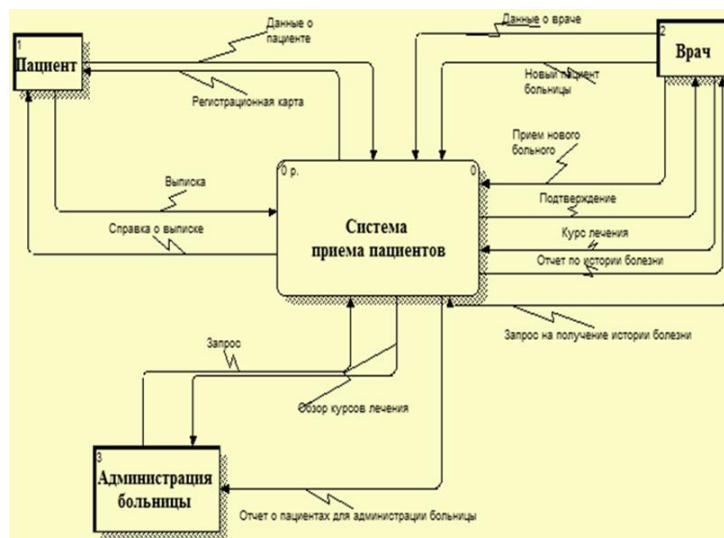 Данные о
пациенте
Данные о враче
1
Пациент
2
Врач
Регистрационная карта
Новый пациент
больницы
Прием нового
больного
0 р.
0
Выписка
Подтверждение
Справка о выписке
Система
приема пациентов
Курс лечения
Отчет по истории болезни
Запрос
Запрос на получение истории болезни
Обзор курсов лечения
3
Администрация
больницы
Отчет о пациентах для администрации больницы